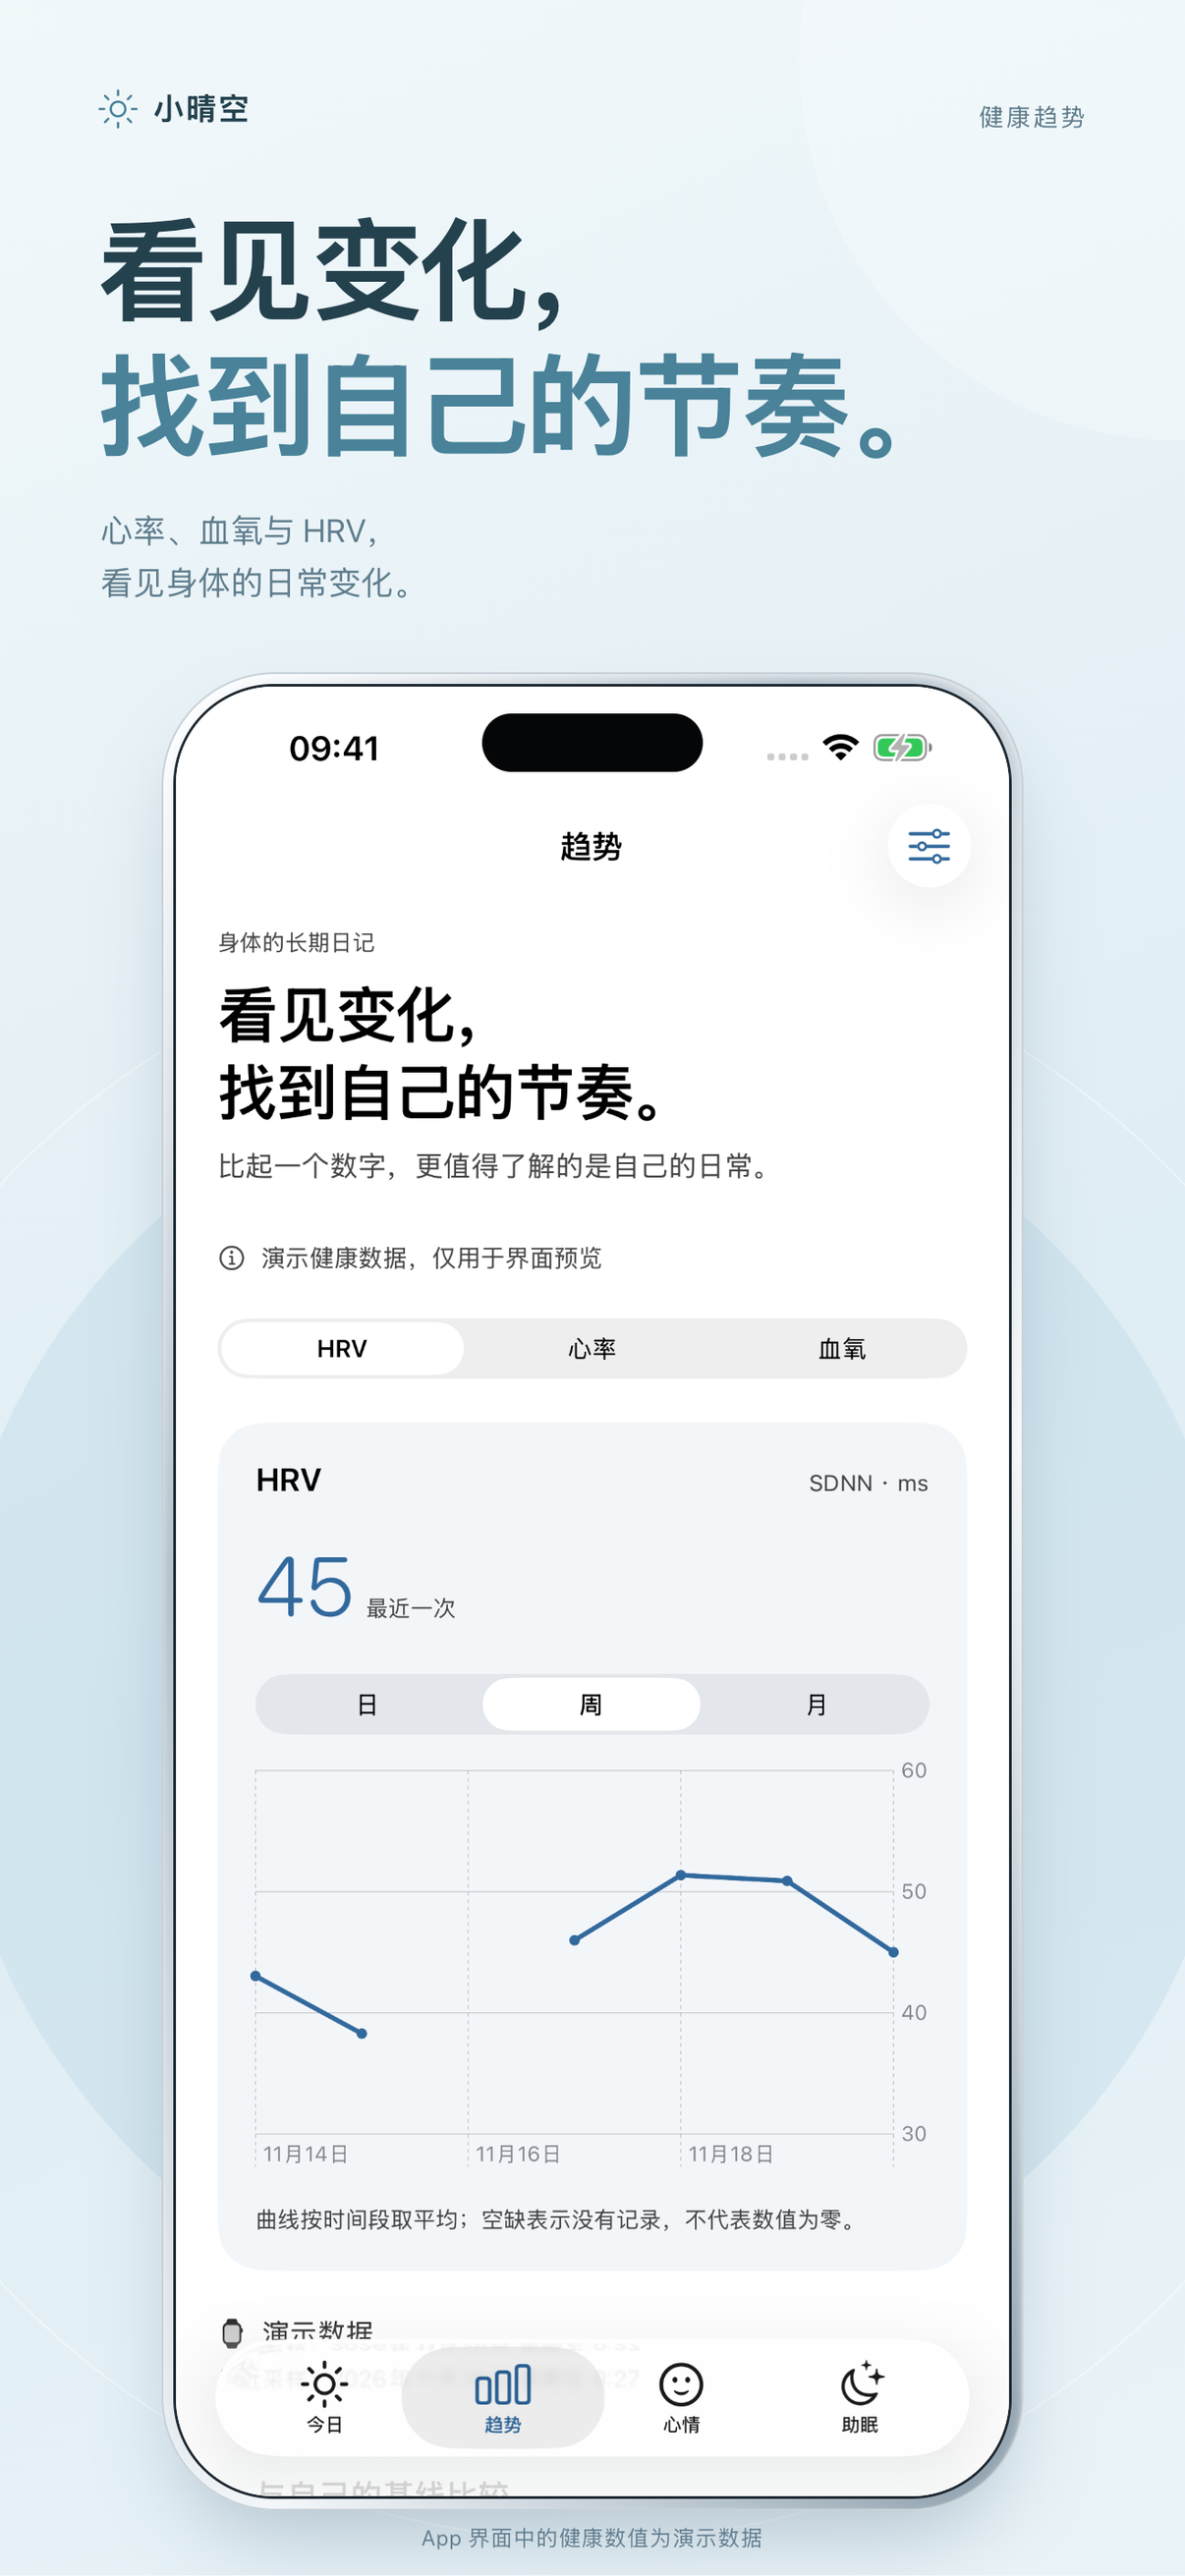 小晴空
健康趋势
看见变化，
找到自己的节奏。
心率、血氧与 HRV，
看见身体的日常变化。
09:41
趋势
身体的长期日记
看见变化，
找到自己的节奏。
比起一个数字，更值得了解的是自己的日常。
演示健康数据，仅用于界面预览
HRV 心率 血氧
HRV SDNN · ms
45 最近一次
日 周 月
60
50
40
30
11月14日 11月16日 11月18日
曲线按时间段取平均；空缺表示没有记录，不代表数值为零。
演示数据
今日 趋势 心情 助眠
与自己的基线比较
App 界面中的健康数值为演示数据